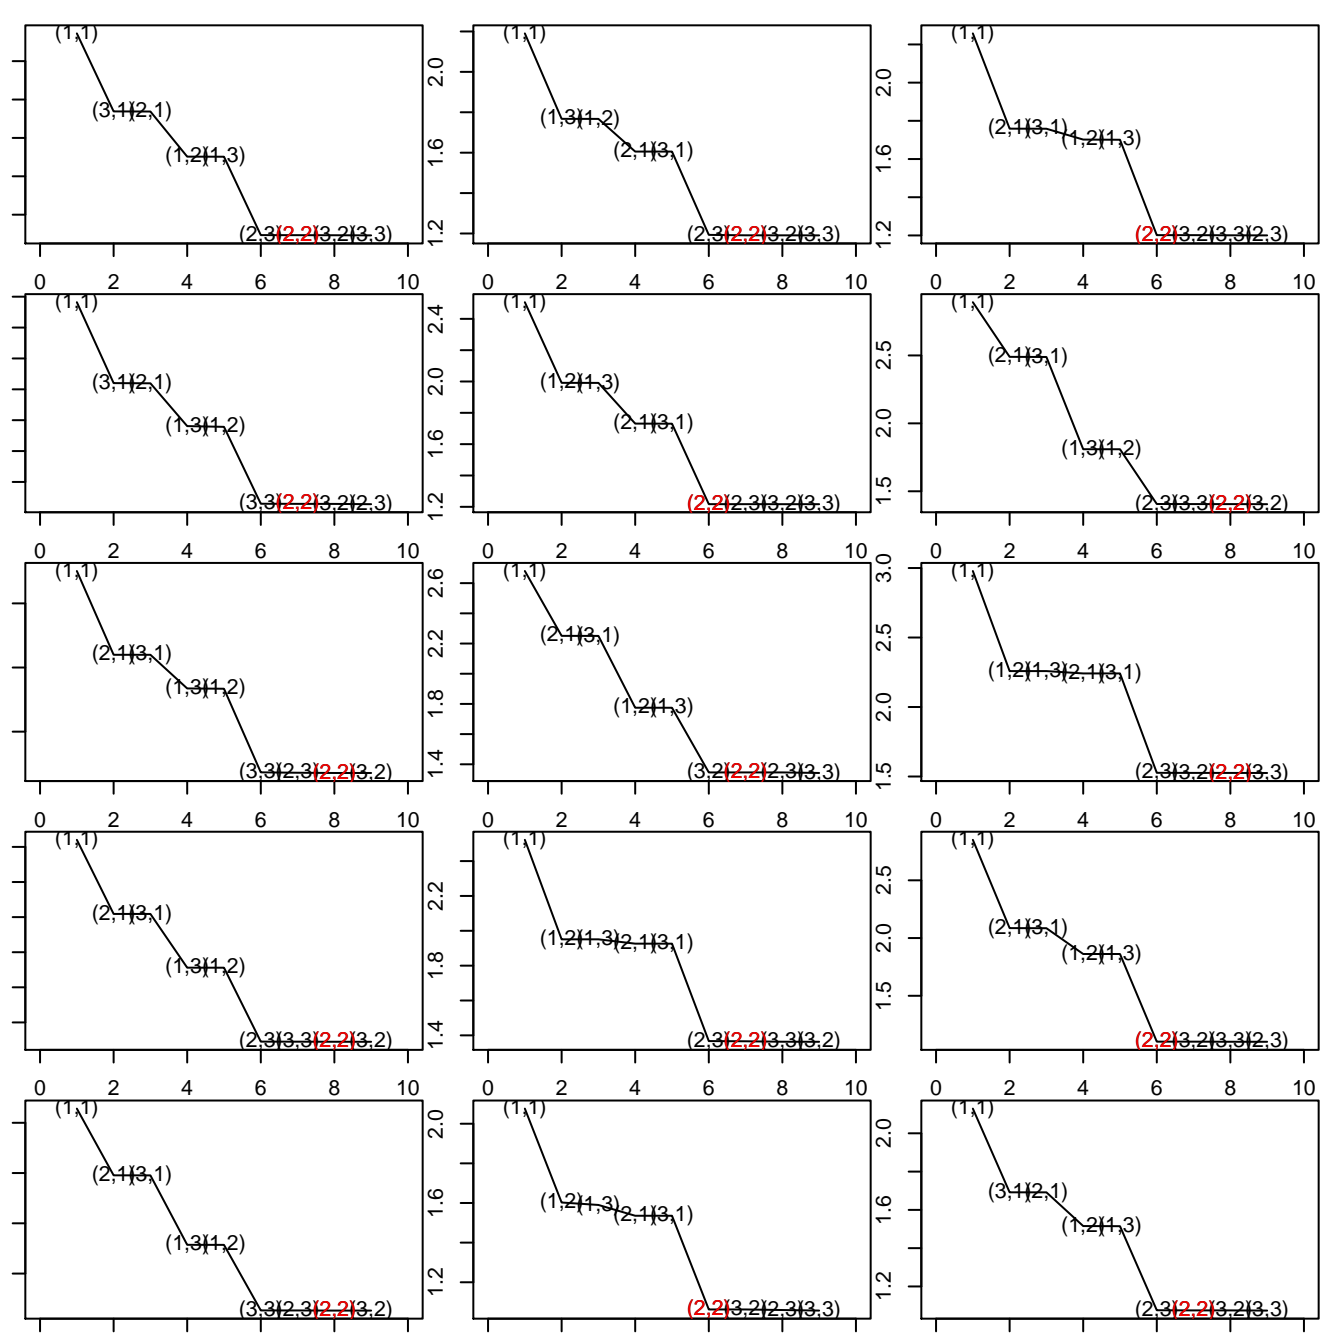 (1,1) (1,1) (1,1)
2.0 2.0
(3,1) (2,1) (1,3) (1,2) (2,1) (3,1)
(1,2) (1,3) 1.6 (2,1) (3,1) 1.6 (1,2) (1,3)
(2,3) (2,2) (3,2) (3,3) 1.2 (2,3) (2,2) (3,2) (3,3) 1.2 (2,2) (3,2) (3,3) (2,3)
0 2 4 6 8 10 0 2 4 6 8 10 0 2 4 6 8 10
(1,1) 2.4 (1,1) (1,1)
(3,1) (2,1) 2.0 (1,2) (1,3) 2.5 (2,1) (3,1)
(1,3) (1,2) 1.6 (2,1) (3,1) 2.0 (1,3) (1,2)
(3,3) (2,2) (3,2) (2,3) 1.2 (2,2) (2,3) (3,2) (3,3) 1.5 (2,3) (3,3) (2,2) (3,2)
0 2 4 6 8 10 0 2 4 6 8 10 0 2 4 6 8 10
(1,1) 2.6 (1,1) 3.0 (1,1)
(2,1) (3,1) 2.2 (2,1) (3,1) 2.5 (1,2) (1,3) (2,1) (3,1)
(1,3) (1,2) 1.8 (1,2) (1,3) 2.0
(3,3) (2,3) (2,2) (3,2) 1.4 (3,2) (2,2) (2,3) (3,3) 1.5 (2,3) (3,2) (2,2) (3,3)
0 2 4 6 8 10 0 2 4 6 8 10 0 2 4 6 8 10
(1,1) (1,1) (1,1)
(2,1) (3,1) 2.2 (1,2) (1,3) (2,1) (3,1) 2.5 (2,1) (3,1)
(1,3) (1,2) 1.8 2.0 (1,2) (1,3)
1.5
(2,3) (3,3) (2,2) (3,2) 1.4 (2,3) (2,2) (3,3) (3,2) (2,2) (3,2) (3,3) (2,3)
0 2 4 6 8 10 0 2 4 6 8 10 0 2 4 6 8 10
(1,1) 2.0 (1,1) 2.0 (1,1)
(2,1) (3,1) 1.6 (1,2) (1,3) (2,1) (3,1) 1.6 (3,1) (2,1)
(1,3) (1,2) (1,2) (1,3)
(3,3) (2,3) (2,2) (3,2) 1.2 (2,2) (3,2) (2,3) (3,3) 1.2 (2,3) (2,2) (3,2) (3,3)